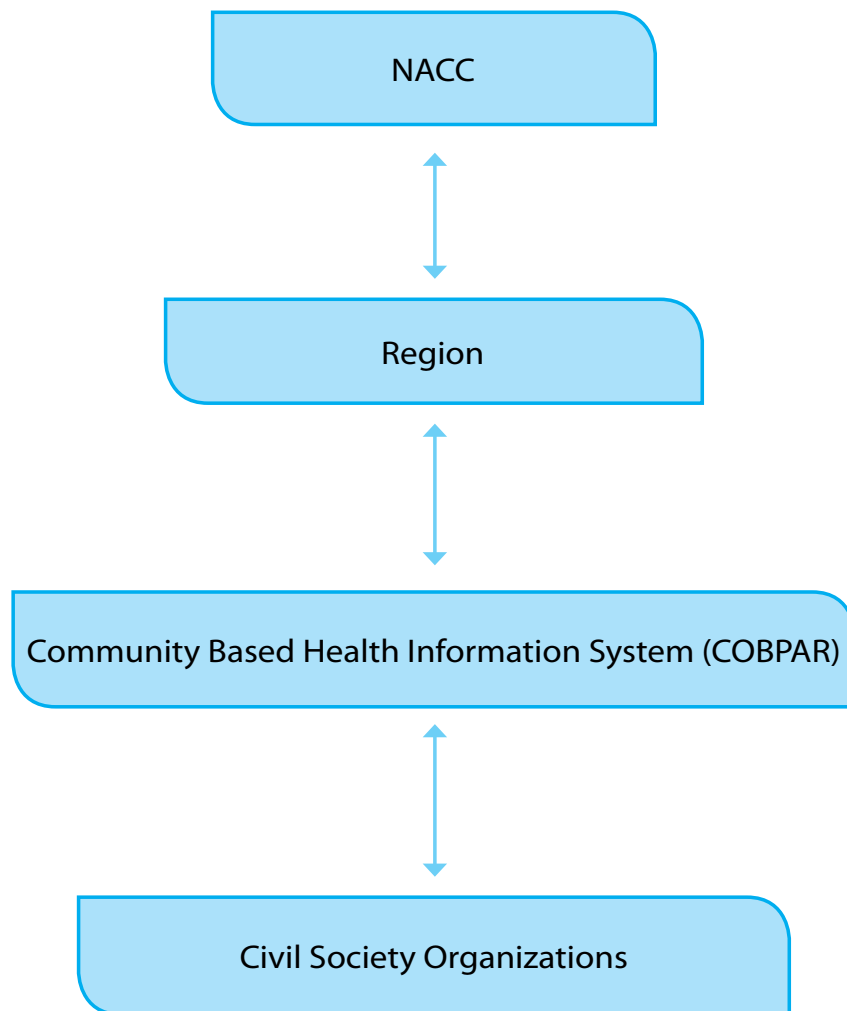 NACC
Region
Community Based Health Information System (COBPAR)
Civil Society Organizations